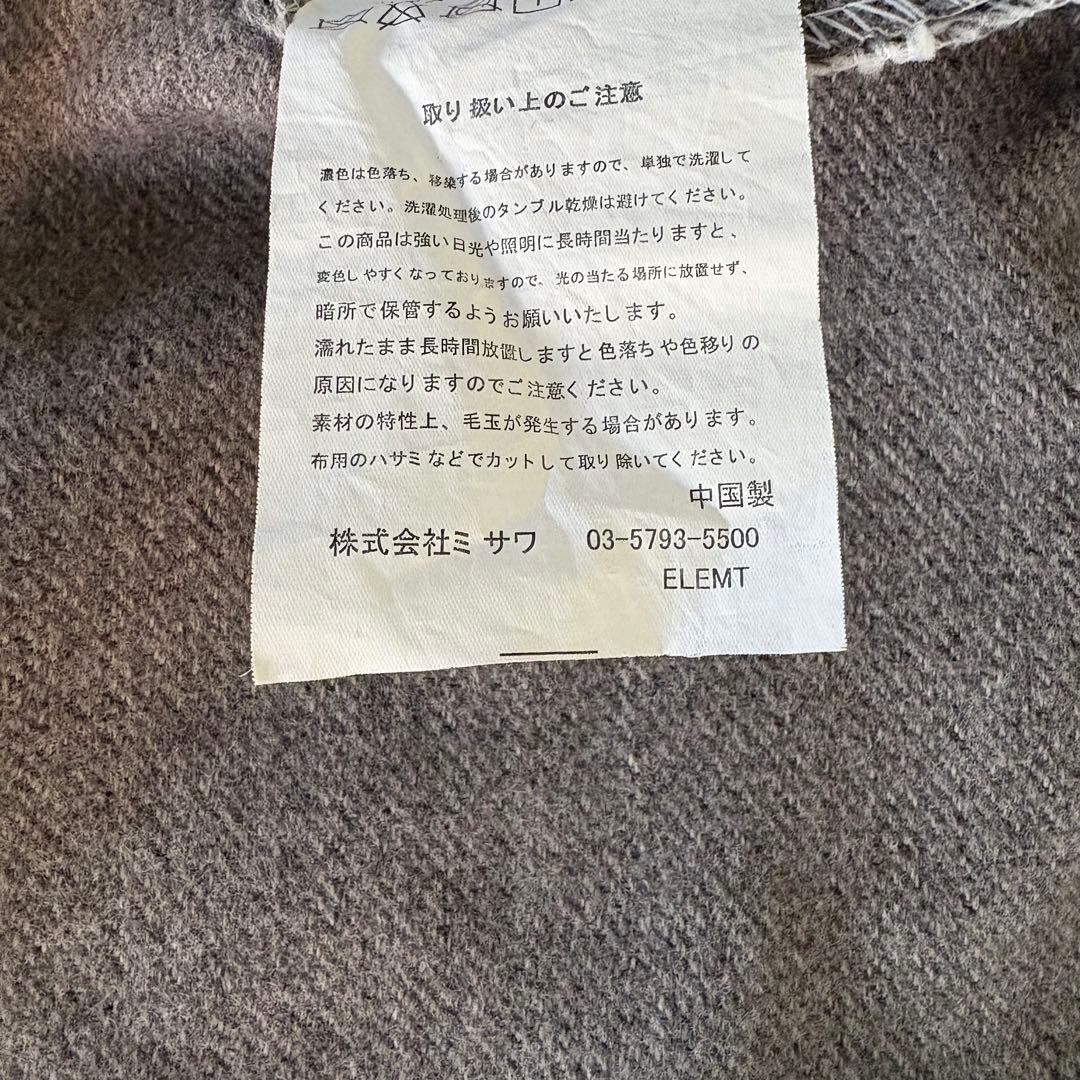 取り扱い上のご注意
濃色は色落ち、移染する場合がありますので、単独で洗濯して
ください。洗濯処理後のタンブル乾燥は避けてください。
この商品は強い日光や照明に長時間当たりますと、
変色しやすくなっておりますので、光の当たる場所に放置せず、
暗所で保管するようお願いいたします。
濡れたまま長時間放置しますと色落ちや色移りの
原因になりますのでご注意ください。
素材の特性上、毛玉が発生する場合があります。
布用のハサミなどでカットして取り除いてください。
中国製
株式会社ミサワ 03-5793-5500
ELEMT